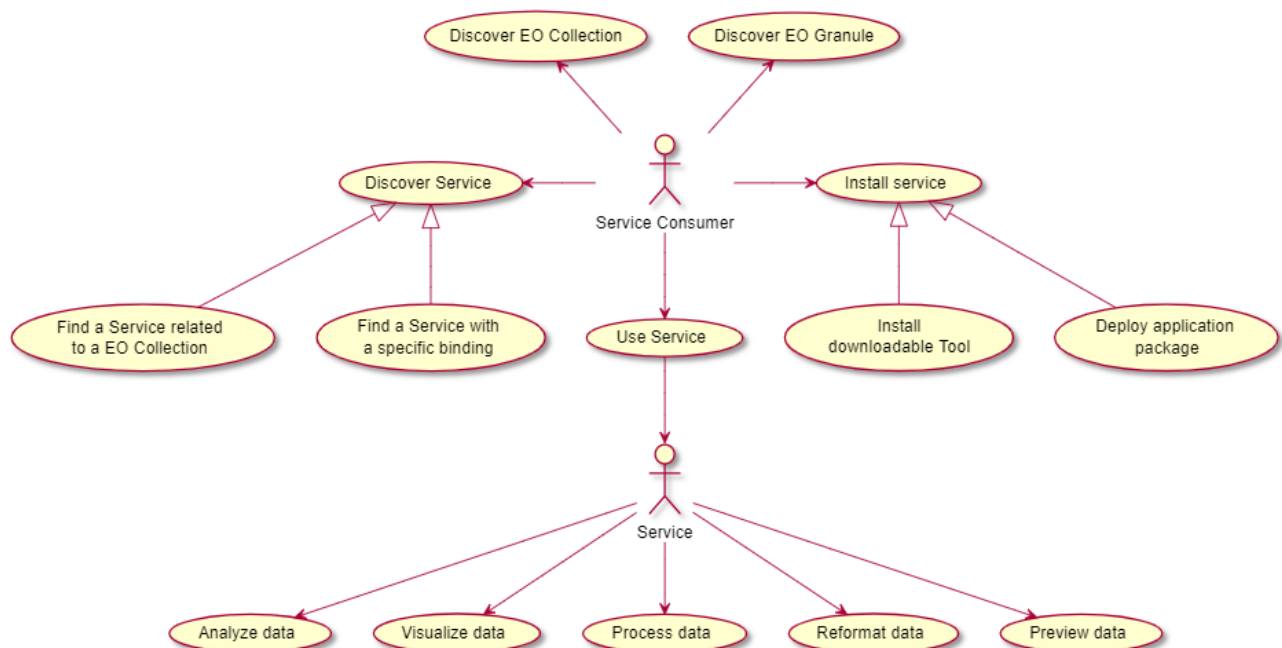 Discover EO Collection
Discover EO Granule
Discover Service
Install service
Service Consumer
Find a Service related
to a EO Collection
Find a Service with
a specific binding
Use Service
Install
downloadable Tool
Deploy application
package
Service
Analyze data
Visualize data
Process data
Reformat data
Preview data